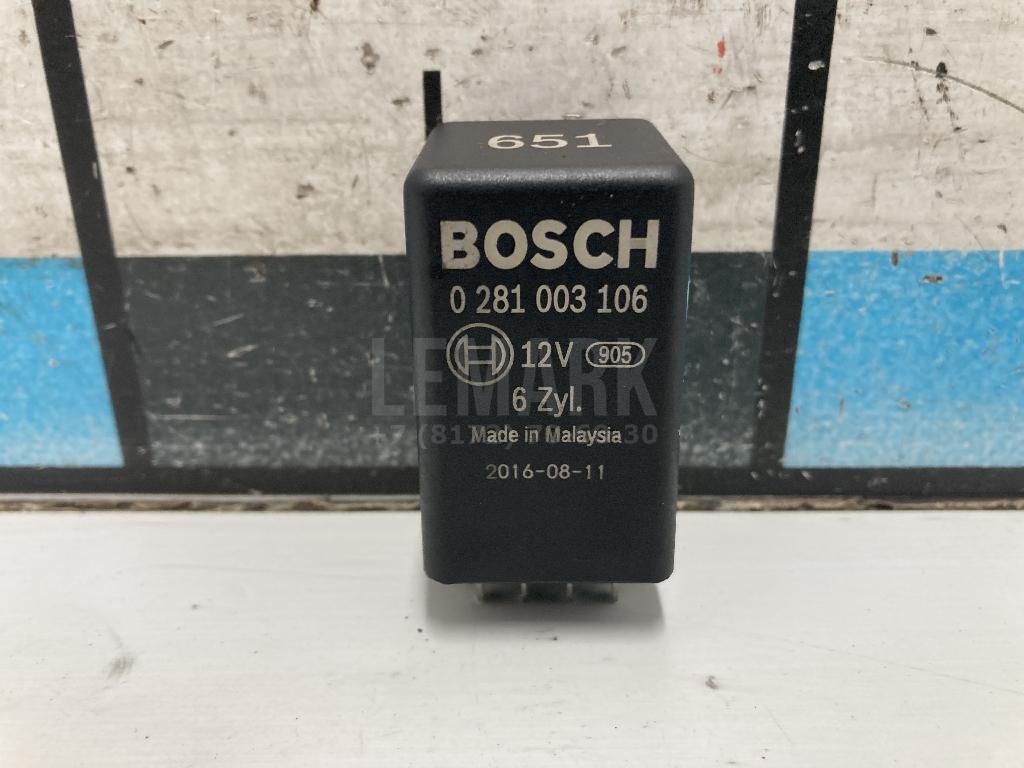 651
BOSCH
0 281 003 106
12V 905
6 Zyl.
LEMARK
Made in Malaysia
2016-08-11